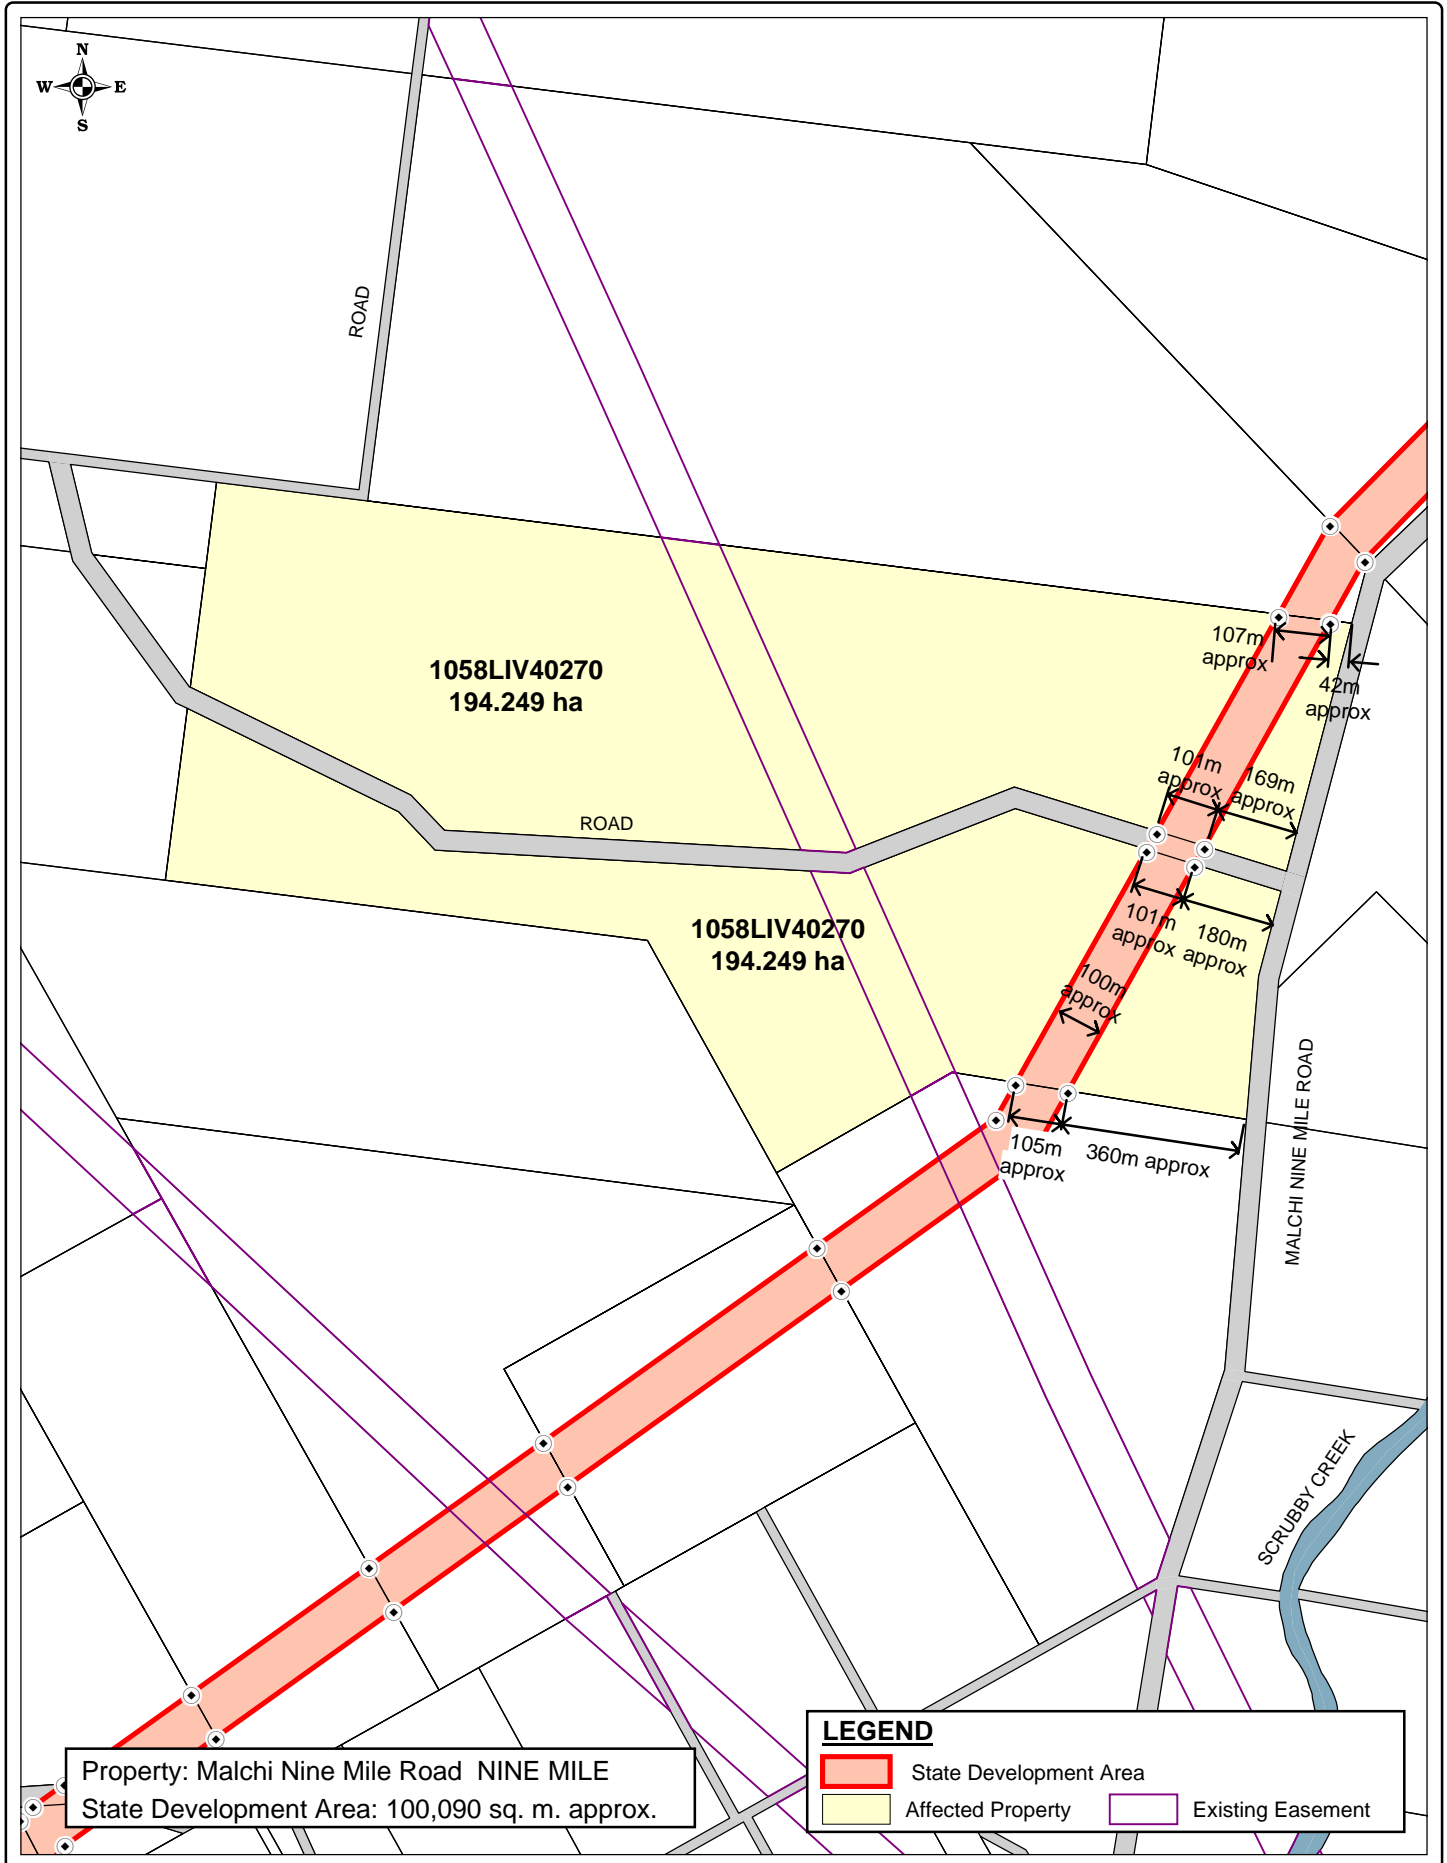 N
W E
S
ROAD
107m
approx
42m
approx
1058LIV40270
194.249 ha
101m
approx
169m
approx
ROAD
1058LIV40270
194.249 ha
101m
approx
180m
approx
100m
approx
105m
approx
360m approx
MALCHI NINE MILE ROAD
SCRUBBY CREEK
Property: Malchi Nine Mile Road NINE MILE
State Development Area: 100,090 sq. m. approx.
LEGEND
State Development Area
Affected Property
Existing Easement